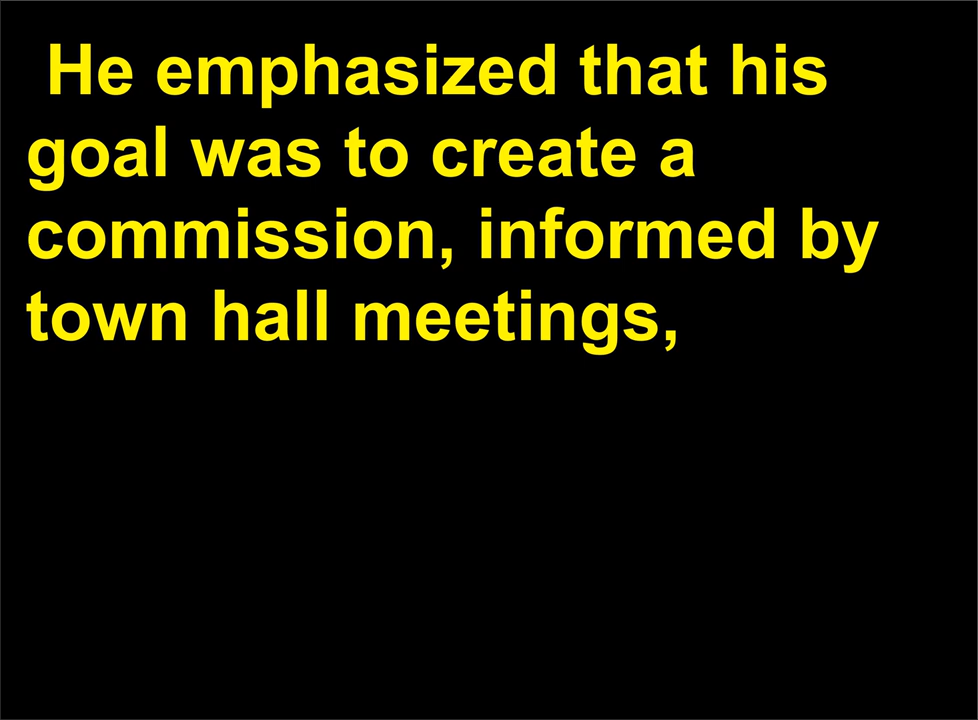 He emphasized that his
goal was to create a
commission, informed by
town hall meetings,